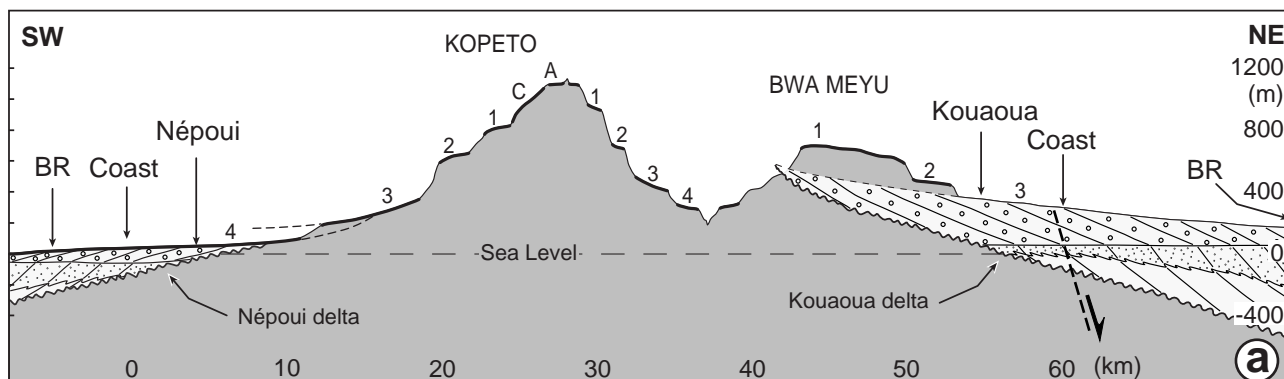 SW
NE
KOPETO
1200
(m)
A
C
BWA MEYU
1
1
Kouaoua
800
Népoui
1
2
2
Coast
BR
Coast
2
BR
3
400
3
3
4
4
0
Sea Level
Népoui delta
Kouaoua delta
-400
0
10
20
30
40
50
60
(km)
a